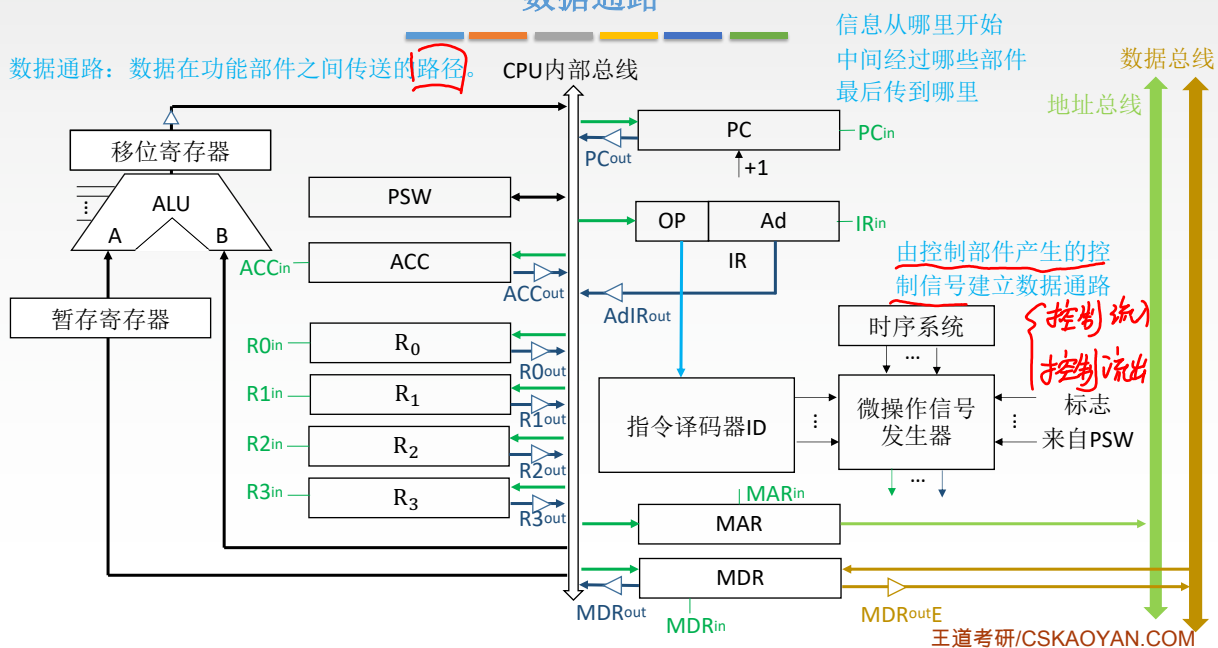 数据通路
信息从哪里开始
中间经过哪些部件
最后传到哪里
数据通路：数据在功能部件之间传送的路径。
CPU内部总线
数据总线
地址总线
移位寄存器
PC
PCin
PCout
+1
ALU
A
B
PSW
OP
Ad
IRin
IR
ACCin
ACC
ACCout
AdIRout
由控制部件产生的控
制信号建立数据通路
暂存寄存器
时序系统
控制流入
控制流出
...
R0in
R0
R0out
R1in
R1
R1out
R2in
R2
R2out
R3in
R3
R3out
指令译码器ID
微操作信号
发生器
标志
来自PSW
...
MARin
MAR
MDR
MDRout
MDRin
MDRoutE
王道考研/CSKAOYAN.COM